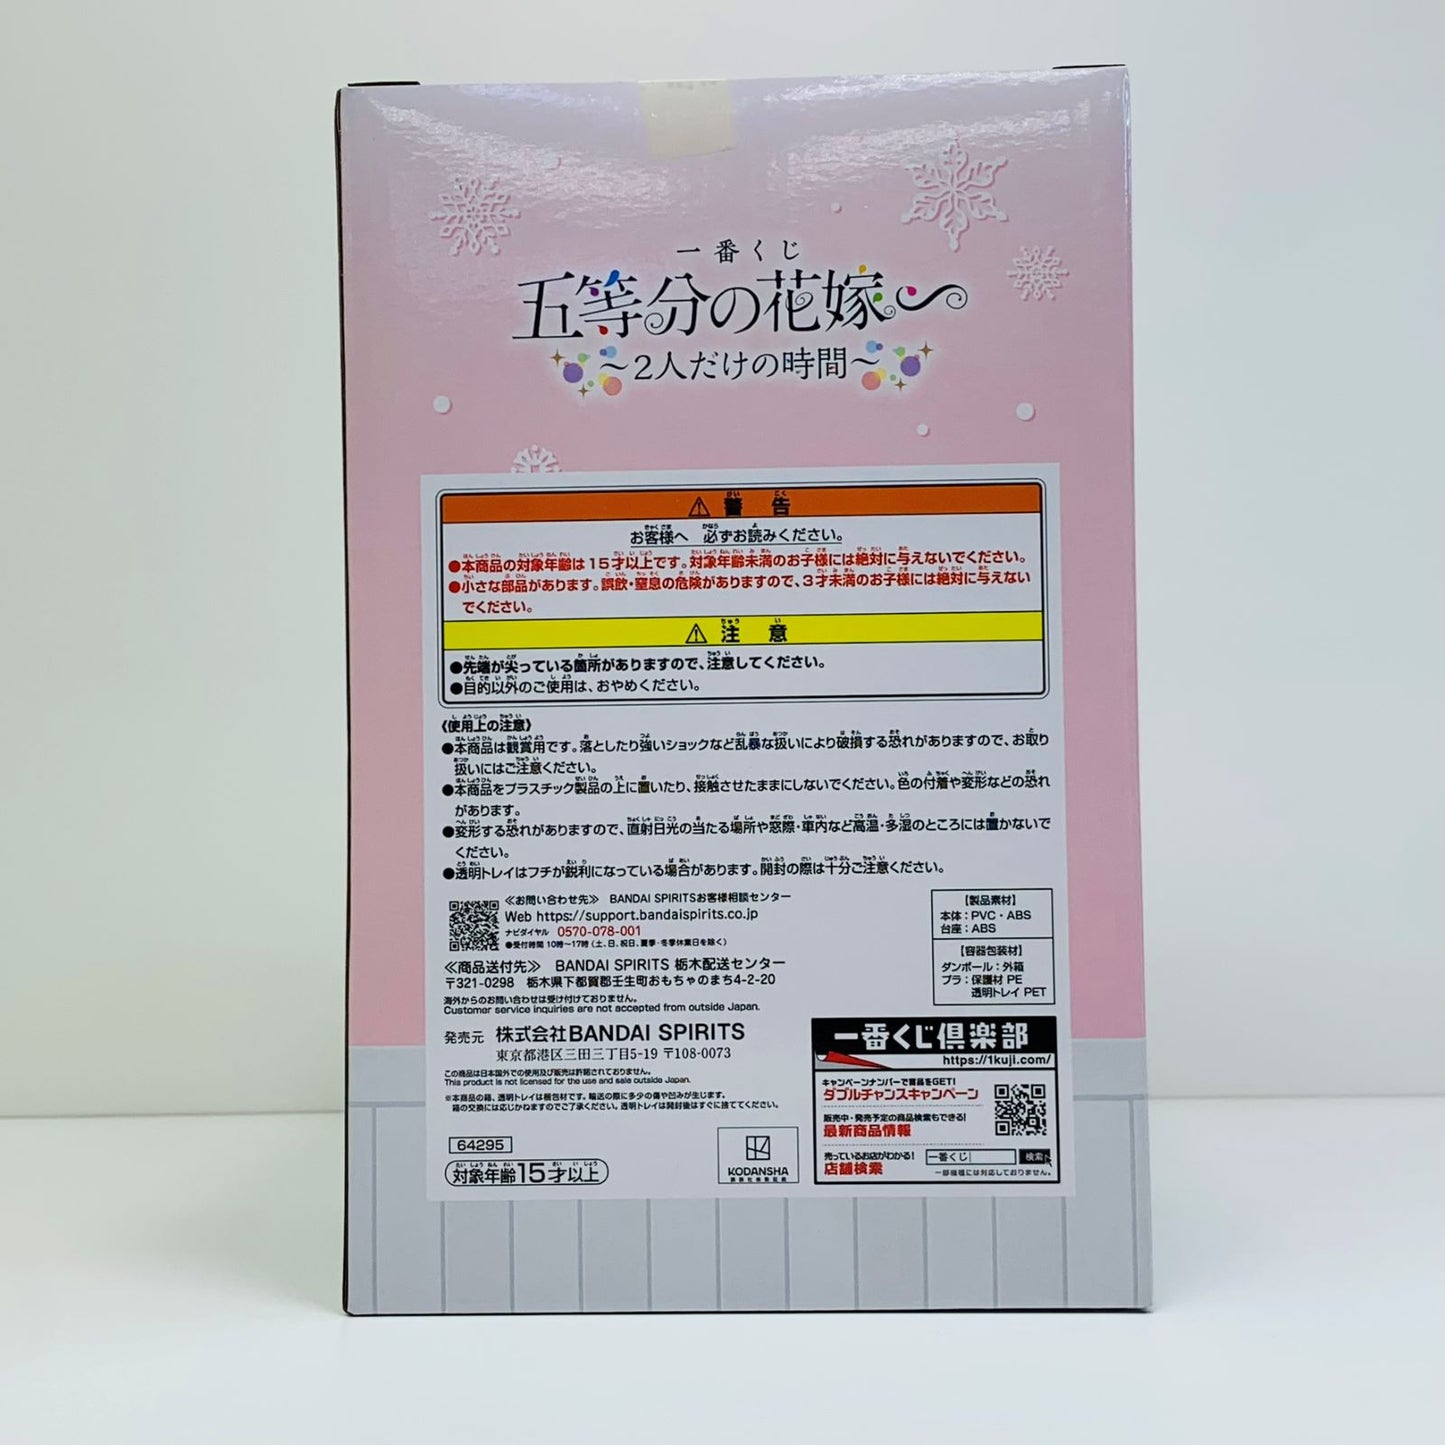 一番くじ
五等分の花嫁∽
～2人だけの時間～
⚠ 警告
お客様へ 必ずお読みください。
●本商品の対象年齢は15才以上です。対象年齢未満のお子様には絶対に与えないでください。
●小さな部品があります。誤飲・窒息の危険がありますので、3才未満のお子様には絶対に与えない
でください。
⚠ 注意
●先端が尖っている箇所がありますので、注意してください。
●目的以外のご使用は、おやめください。
《使用上の注意》
●本商品は観賞用です。落としたり強いショックなど乱暴な扱いにより破損する恐れがありますので、お取り
扱いにはご注意ください。
●本商品をプラスチック製品の上に置いたり、接触させたままにしないでください。色の付着や変形などの恐れ
があります。
●変形する恐れがありますので、直射日光の当たる場所や窓際・車内など高温・多湿のところには置かないで
ください。
●透明トレイはフチが鋭利になっている場合があります。開封の際は十分ご注意ください。
≪お問い合わせ先≫ BANDAI SPIRITSお客様相談センター
Web https://support.bandaispirits.co.jp
ナビダイヤル 0570-078-001
●受付時間 10時～17時 (土、日、祝日、夏季・冬季休業日を除く)
≪商品送付先≫ BANDAI SPIRITS 栃木配送センター
〒321-0298 栃木県下都賀郡壬生町おもちゃのまち4-2-20
海外からのお問い合わせは受け付けておりません。
Customer service inquiries are not accepted from outside Japan.
発売元 株式会社BANDAI SPIRITS
東京都港区三田三丁目5-19 〒108-0073
この商品は日本国外での使用及び販売は許諾されておりません。
This product is not licensed for the use and sale outside Japan.
※本商品の箱、透明トレイは梱包材です。輸送の際に多少の傷や凹みが生じます。
箱の交換には応じかねますのでご了承ください。透明トレイは開封後はすぐに捨ててください。
64295
対象年齢15才以上
KODANSHA
【製品素材】
本体：PVC・ABS
台座：ABS
【容器包装材】
ダンボール：外箱
プラ：保護材 PE
透明トレイ PET
一番くじ倶楽部
https://1kuji.com/
キャンペーンナンバーで賞品をGET!
ダブルチャンスキャンペーン
販売中・発売予定の商品検索もできる!
最新商品情報
売っているお店がわかる!
店舗検索
一番くじ 検索
一部機種には対応しておりません。